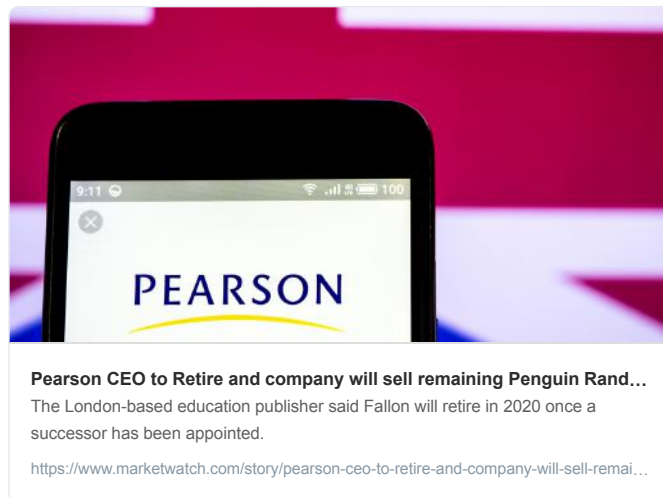 9:11
100
PEARSON
Pearson CEO to Retire and company will sell remaining Penguin Rand…
The London-based education publisher said Fallon will retire in 2020 once a
successor has been appointed.
https://www.marketwatch.com/story/pearson-ceo-to-retire-and-company-will-sell-remai…